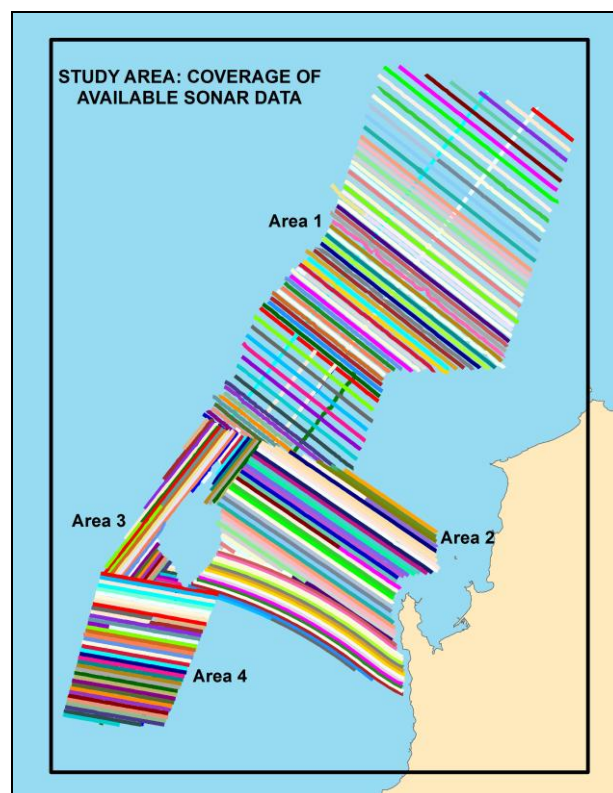 STUDY AREA: COVERAGE OF
AVAILABLE SONAR DATA
Area 1
Area 3
Area 2
Area 4